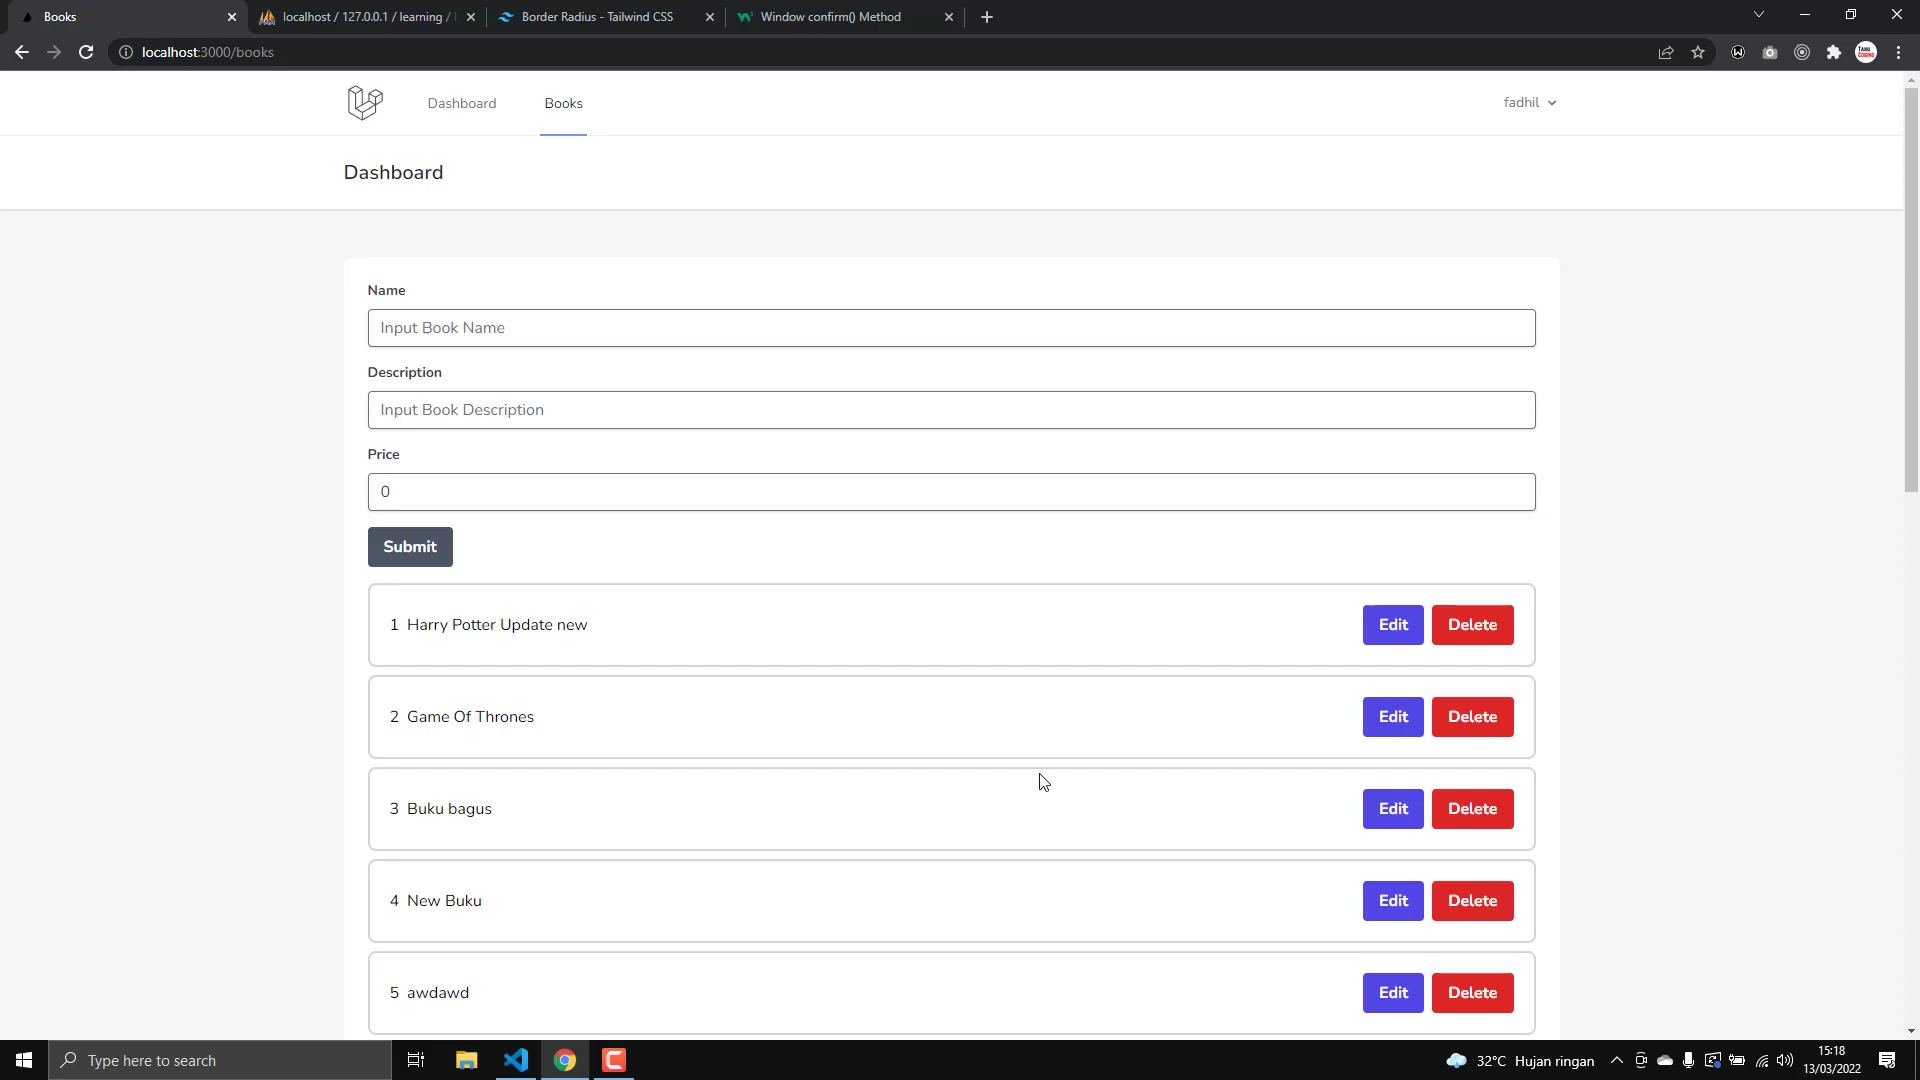 Books
localhost / 127.0.0.1 / learning /
Border Radius - Tailwind CSS
Window confirm() Method
localhost:3000/books
Dashboard
Books
fadhil
Dashboard
Name
Input Book Name
Description
Input Book Description
Price
0
Submit
1 Harry Potter Update new
Edit
Delete
2 Game Of Thrones
Edit
Delete
3 Buku bagus
Edit
Delete
4 New Buku
Edit
Delete
5 awdawd
Edit
Delete
Type here to search
32°C Hujan ringan
15:18
13/03/2022